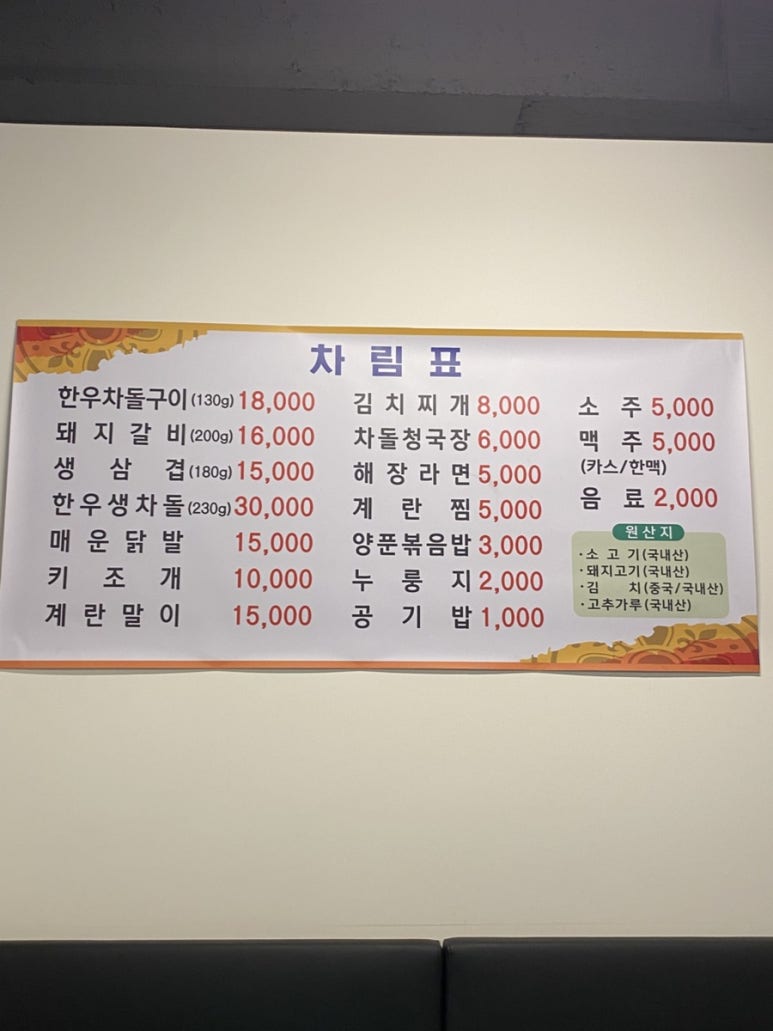 차림표
한우차돌구이(130g) 18,000
돼지갈비(200g) 16,000
생삼겹(180g) 15,000
한우생차돌(230g) 30,000
매운닭발 15,000
키조개 10,000
계란말이 15,000
김치찌개 8,000
차돌청국장 6,000
해장라면 5,000
계란찜 5,000
양푼볶음밥 3,000
누룽지 2,000
공기밥 1,000
소주 5,000
맥주 5,000
(카스/한맥)
음료 2,000
원산지
·소고기(국내산)
·돼지고기(국내산)
·김치(중국/국내산)
·고추가루(국내산)